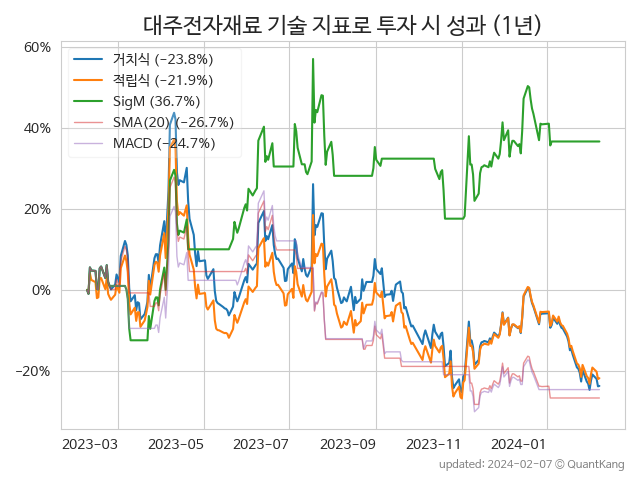 대주전자재료 기술 지표로 투자 시 성과 (1년)
60%
40%
20%
0%
−20%
거치식 (−23.8%)
적립식 (−21.9%)
SigM (36.7%)
SMA(20) (−26.7%)
MACD (−24.7%)
2023-03
2023-05
2023-07
2023-09
2023-11
2024-01
updated: 2024-02-07 © QuantKang